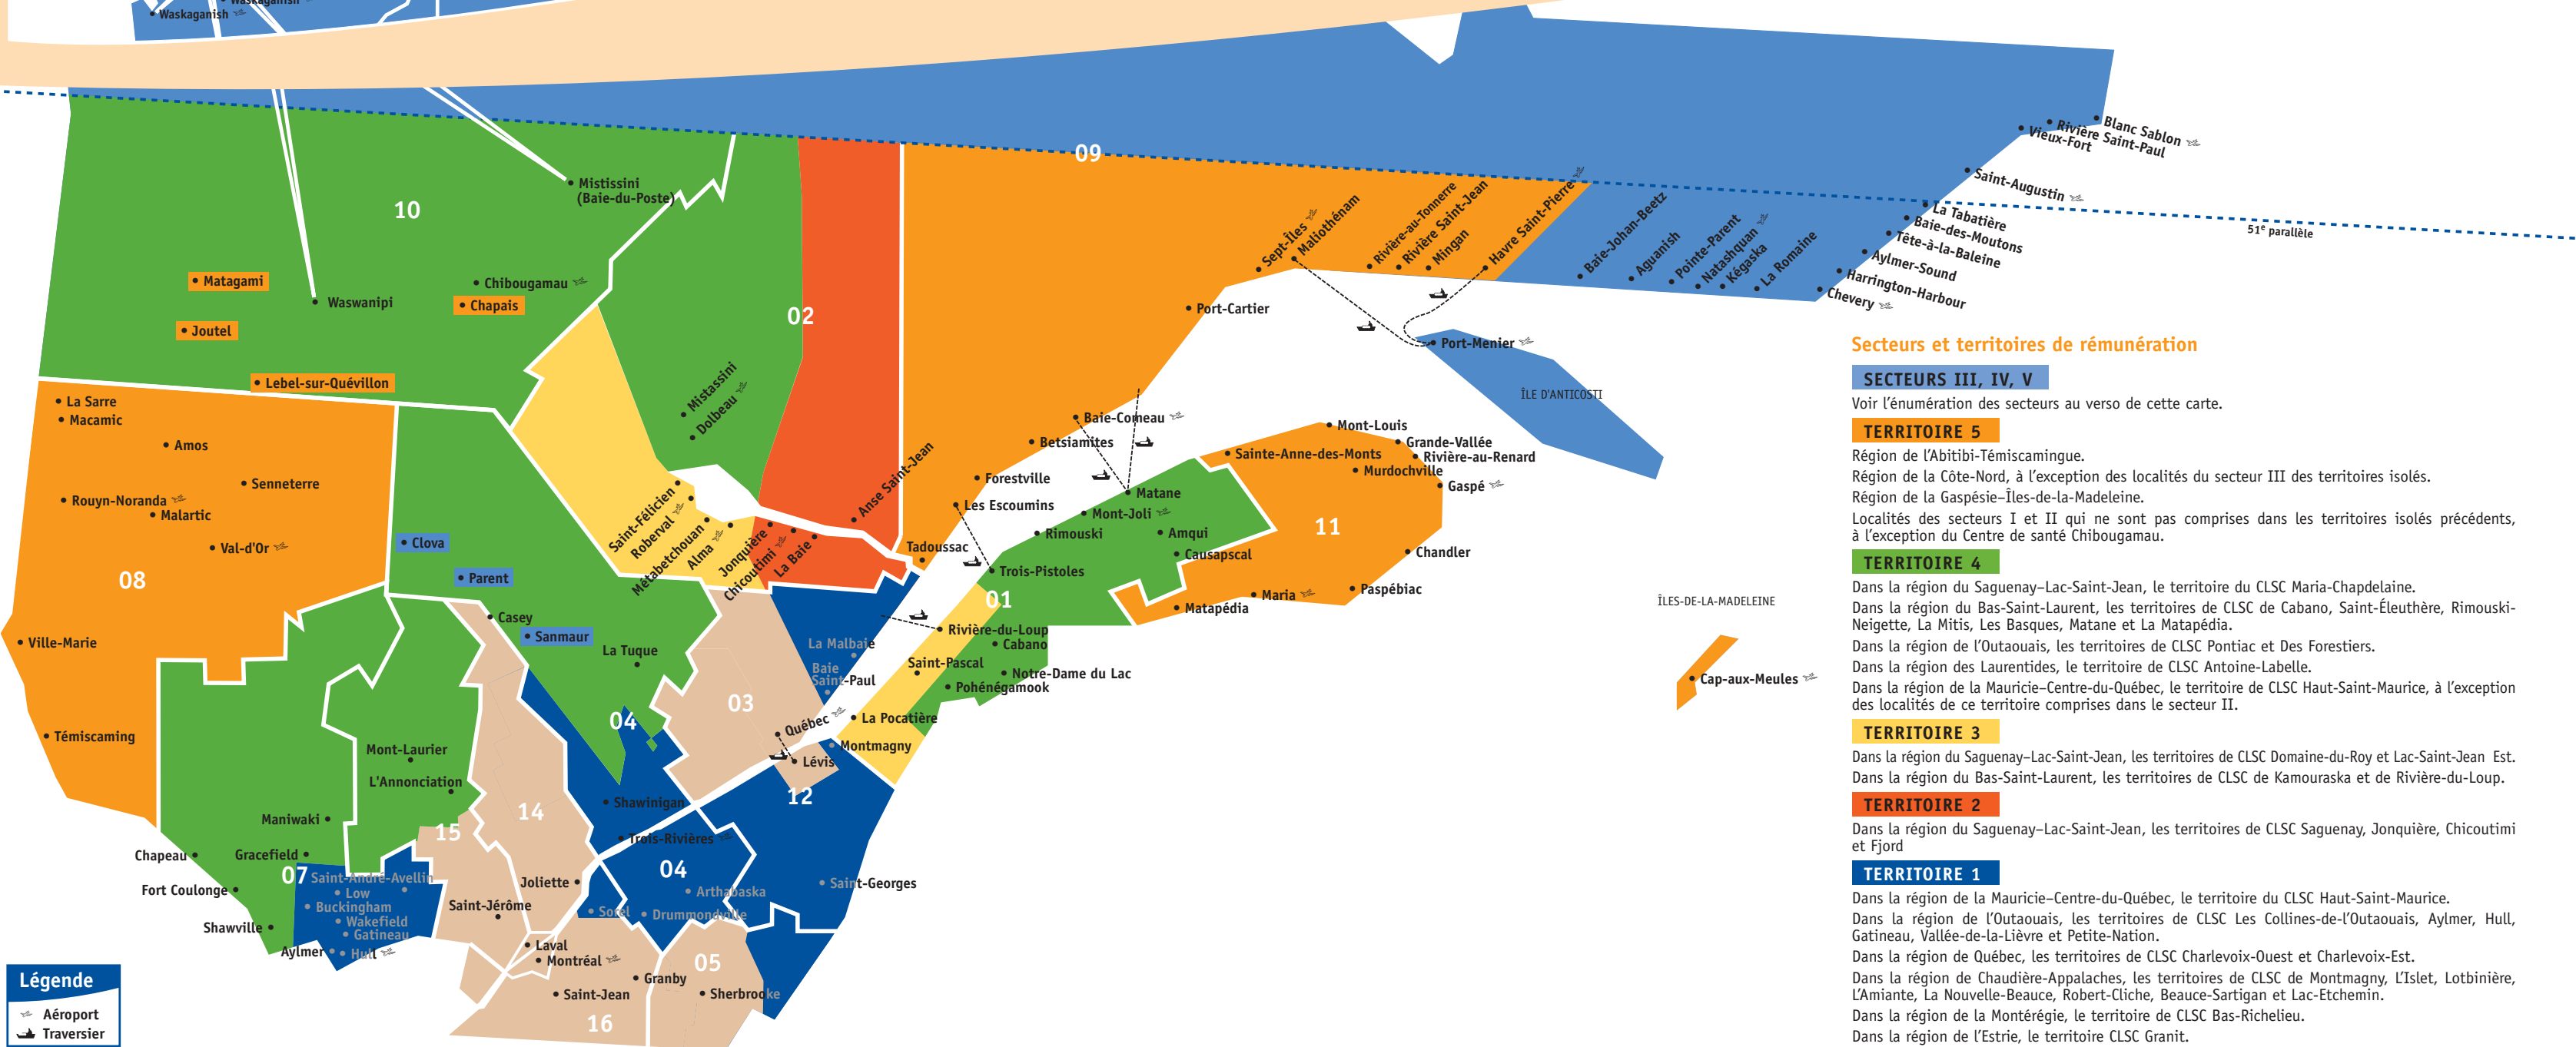 Waskaganish
Waskaganish
09
Blanc Sablon
Rivière Saint-Paul
Vieux-Fort
Saint-Augustin
La Tabatière
Baie-des-Moutons
Tête-à-la-Baleine
Aylmer-Sound
Harrington-Harbour
Chevery
51e parallèle
Mistissini
(Baie-du-Poste)
10
Matagami
Waswanipi
Chibougamau
Chapais
Joutel
Lebel-sur-Quévillon
02
Sept-Îles
Maliothénam
Rivière-au-Tonnerre
Rivière Saint-Jean
Mingan
Havre Saint-Pierre
Baie-Johan-Beetz
Aguanish
Pointe-Parent
Natashquan
Kégaska
La Romaine
Port-Cartier
Port-Menier
ÎLE D'ANTICOSTI
La Sarre
Macamic
Amos
Senneterre
Rouyn-Noranda
Malartic
Val-d'Or
08
Ville-Marie
Témiscaming
Mistassini
Dolbeau
Saint-Félicien
Roberval
Métabetchouan
Alma
Jonquière
Chicoutimi
La Baie
Anse Saint-Jean
Baie-Comeau
Betsiamites
Forestville
Les Escoumins
Tadoussac
Matane
Mont-Joli
Rimouski
Amqui
Causapscal
Trois-Pistoles
01
Mont-Louis
Grande-Vallée
Sainte-Anne-des-Monts
Rivière-au-Renard
Murdochville
Gaspé
11
Chandler
Paspébiac
Maria
Matapédia
ÎLES-DE-LA-MADELEINE
Cap-aux-Meules
Clova
Parent
Casey
Sanmaur
La Tuque
04
La Malbaie
Baie
Saint-Paul
Rivière-du-Loup
Cabano
Saint-Pascal
Notre-Dame du Lac
Pohénégamook
03
Québec
La Pocatière
Montmagny
Lévis
12
Mont-Laurier
L'Annonciation
14
15
Shawinigan
Trois-Rivières
04
Arthabaska
Saint-Georges
Sorel
Drummondville
Maniwaki
Chapeau
Gracefield
07
Saint-André-Avellin
Fort Coulonge
Low
Buckingham
Shawville
Wakefield
Gatineau
Aylmer
Hull
Joliette
Saint-Jérôme
Laval
Montréal
05
Granby
Saint-Jean
Sherbrooke
16
Légende
Aéroport
Traversier
Secteurs et territoires de rémunération
SECTEURS III, IV, V
Voir l'énumération des secteurs au verso de cette carte.
TERRITOIRE 5
Région de l'Abitibi-Témiscamingue.
Région de la Côte-Nord, à l'exception des localités du secteur III des territoires isolés.
Région de la Gaspésie–Îles-de-la-Madeleine.
Localités des secteurs I et II qui ne sont pas comprises dans les territoires isolés précédents,
à l'exception du Centre de santé Chibougamau.
TERRITOIRE 4
Dans la région du Saguenay–Lac-Saint-Jean, le territoire du CLSC Maria-Chapdelaine.
Dans la région du Bas-Saint-Laurent, les territoires de CLSC de Cabano, Saint-Éleuthère, Rimouski-
Neigette, La Mitis, Les Basques, Matane et La Matapédia.
Dans la région de l'Outaouais, les territoires de CLSC Pontiac et Des Forestiers.
Dans la région des Laurentides, le territoire de CLSC Antoine-Labelle.
Dans la région de la Mauricie–Centre-du-Québec, le territoire de CLSC Haut-Saint-Maurice, à l'exception
des localités de ce territoire comprises dans le secteur II.
TERRITOIRE 3
Dans la région du Saguenay–Lac-Saint-Jean, les territoires de CLSC Domaine-du-Roy et Lac-Saint-Jean Est.
Dans la région du Bas-Saint-Laurent, les territoires de CLSC de Kamouraska et de Rivière-du-Loup.
TERRITOIRE 2
Dans la région du Saguenay–Lac-Saint-Jean, les territoires de CLSC Saguenay, Jonquière, Chicoutimi
et Fjord
TERRITOIRE 1
Dans la région de la Mauricie–Centre-du-Québec, le territoire du CLSC Haut-Saint-Maurice.
Dans la région de l'Outaouais, les territoires de CLSC Les Collines-de-l'Outaouais, Aylmer, Hull,
Gatineau, Vallée-de-la-Lièvre et Petite-Nation.
Dans la région de Québec, les territoires de CLSC Charlevoix-Ouest et Charlevoix-Est.
Dans la région de Chaudière-Appalaches, les territoires de CLSC de Montmagny, L'Islet, Lotbinière,
L'Amiante, La Nouvelle-Beauce, Robert-Cliche, Beauce-Sartigan et Lac-Etchemin.
Dans la région de la Montérégie, le territoire de CLSC Bas-Richelieu.
Dans la région de l'Estrie, le territoire CLSC Granit.